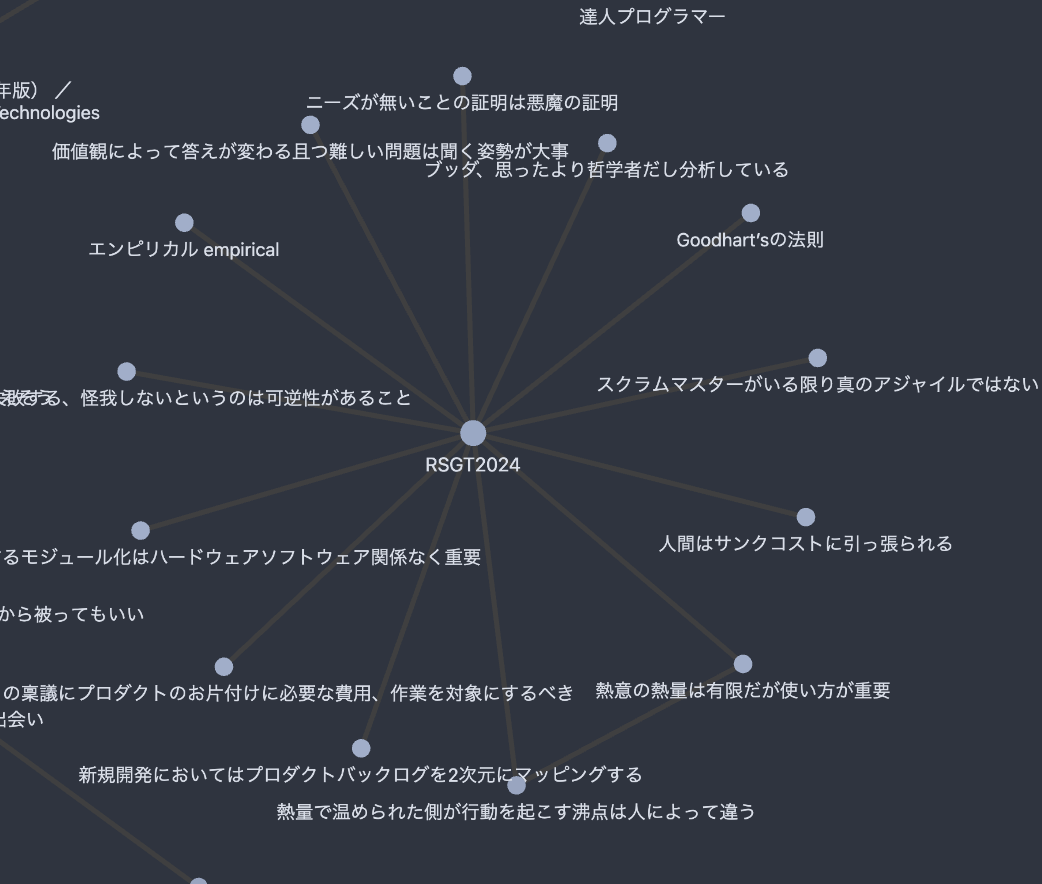 達人プログラマー
年版） ／
echnologies
ニーズが無いことの証明は悪魔の証明
価値観によって答えが変わる且つ難しい問題は聞く姿勢が大事
ブッダ、思ったより哲学者だし分析している
Goodhart’sの法則
エンピリカル empirical
スクラムマスターがいる限り真のアジャイルではない
する、怪我しないというのは可逆性があること
RSGT2024
人間はサンクコストに引っ張られる
るモジュール化はハードウェアソフトウェア関係なく重要
から被ってもいい
の稟議にプロダクトのお片付けに必要な費用、作業を対象にするべき
熱意の熱量は有限だが使い方が重要
出会い
新規開発においてはプロダクトバックログを2次元にマッピングする
熱量で温められた側が行動を起こす沸点は人によって違う